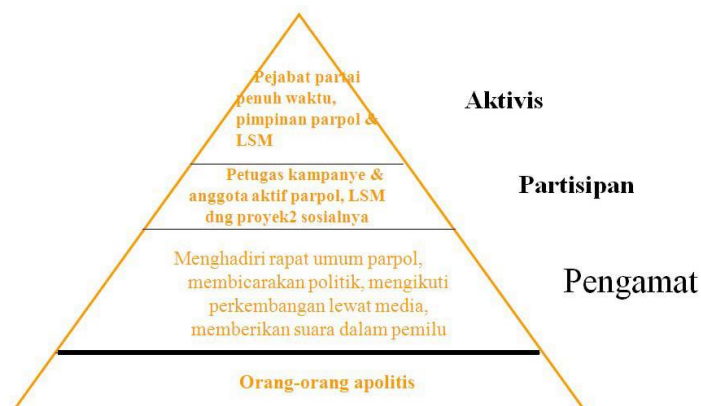 Pejabat partai
penuh waktu,
pimpinan parpol &
LSM
Aktivis
Petugas kampanye &
anggota aktif parpol, LSM
dng proyek2 sosialnya
Partisipan
Menghadiri rapat umum parpol,
membicarakan politik, mengikuti
perkembangan lewat media,
memberikan suara dalam pemilu
Pengamat
Orang-orang apolitis